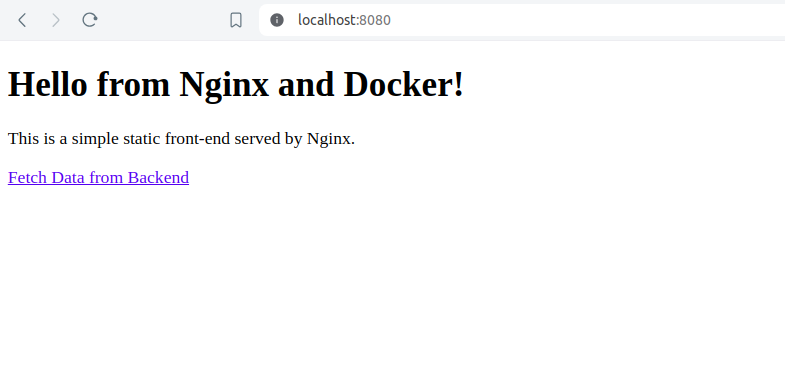 localhost:8080
Hello from Nginx and Docker!
This is a simple static front-end served by Nginx.
Fetch Data from Backend